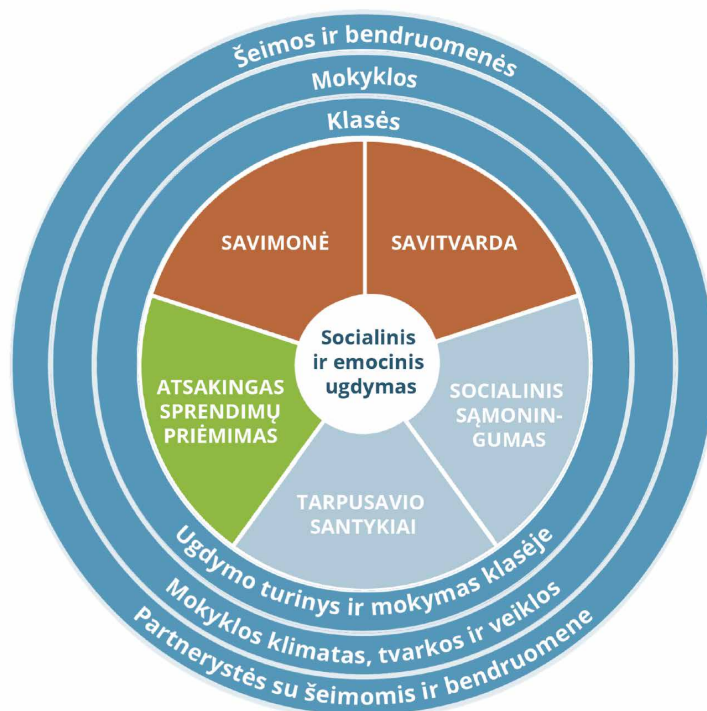 Šeimos ir bendruomenės
Mokyklos
Klasės
SAVIMONĖ
SAVITVARDA
Socialinis
ir emocinis
ugdymas
ATSAKINGAS
SPRENDIMŲ
PRIĖMIMAS
SOCIALINIS
SĄMONIN-
GUMAS
TARPUSAVIO
SANTYKIAI
Ugdymo turinys ir mokymas klasėje
Mokyklos klimatas, tvarkos ir veiklos
Partnerystės su šeimomis ir bendruomene